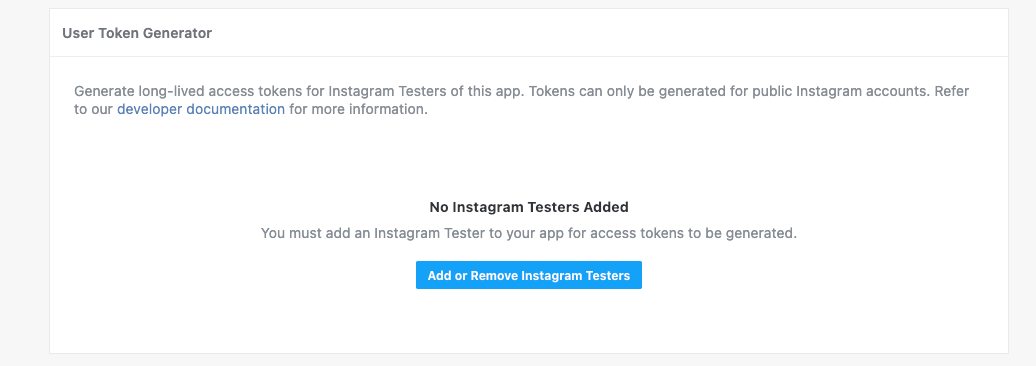 User Token Generator
Generate long-lived access tokens for Instagram Testers of this app. Tokens can only be generated for public Instagram accounts. Refer
to our developer documentation for more information.
No Instagram Testers Added
You must add an Instagram Tester to your app for access tokens to be generated.
Add or Remove Instagram Testers